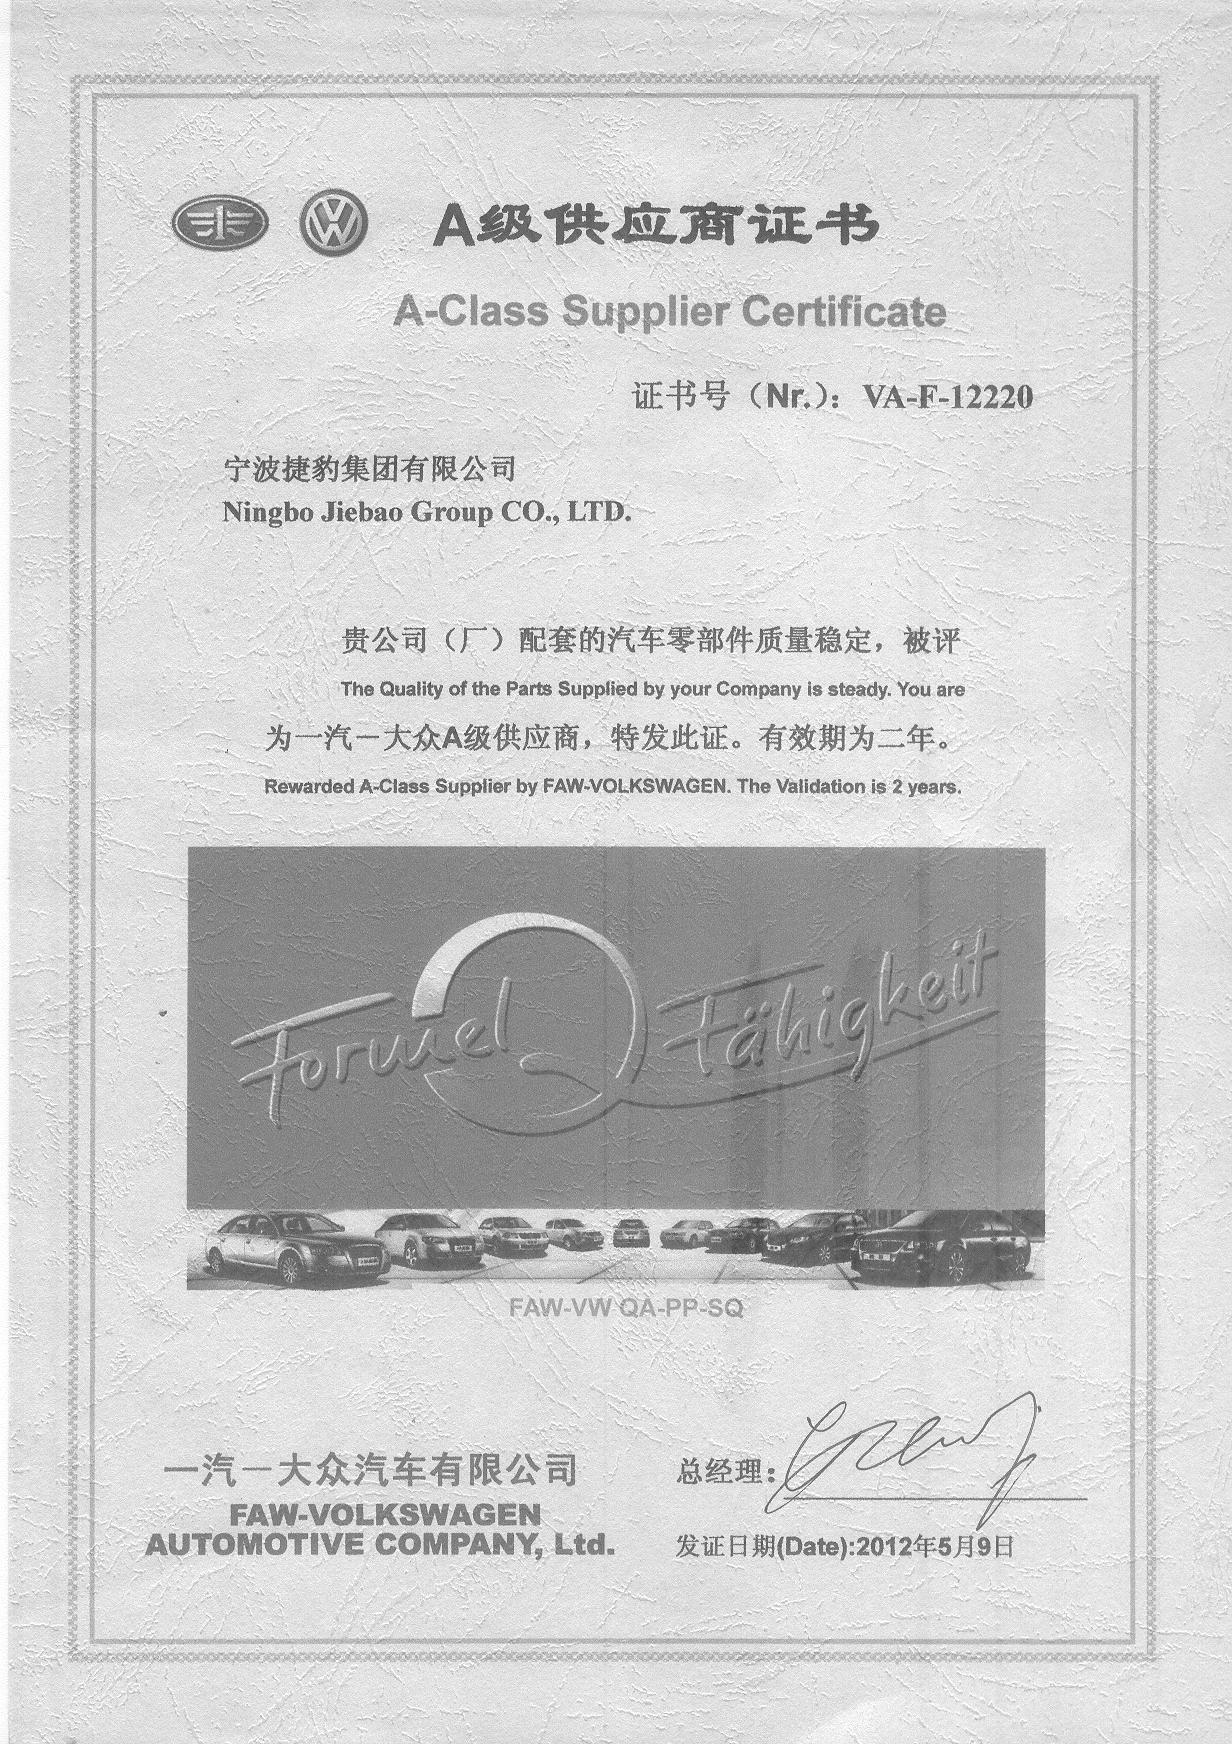 A级供应商证书
A-Class Supplier Certificate
证书号（Nr.）：VA-F-12220
宁波捷豹集团有限公司
Ningbo Jiebao Group CO., LTD.
贵公司（厂）配套的汽车零部件质量稳定，被评
The Quality of the Parts Supplied by your Company is steady. You are
为一汽－大众A级供应商，特发此证。有效期为二年。
Rewarded A-Class Supplier by FAW-VOLKSWAGEN. The Validation is 2 years.
Formel Q Fähigkeit
FAW-VW QA-PP-SQ
一汽－大众汽车有限公司
FAW-VOLKSWAGEN
AUTOMOTIVE COMPANY, Ltd.
总经理：
发证日期(Date):2012年5月9日